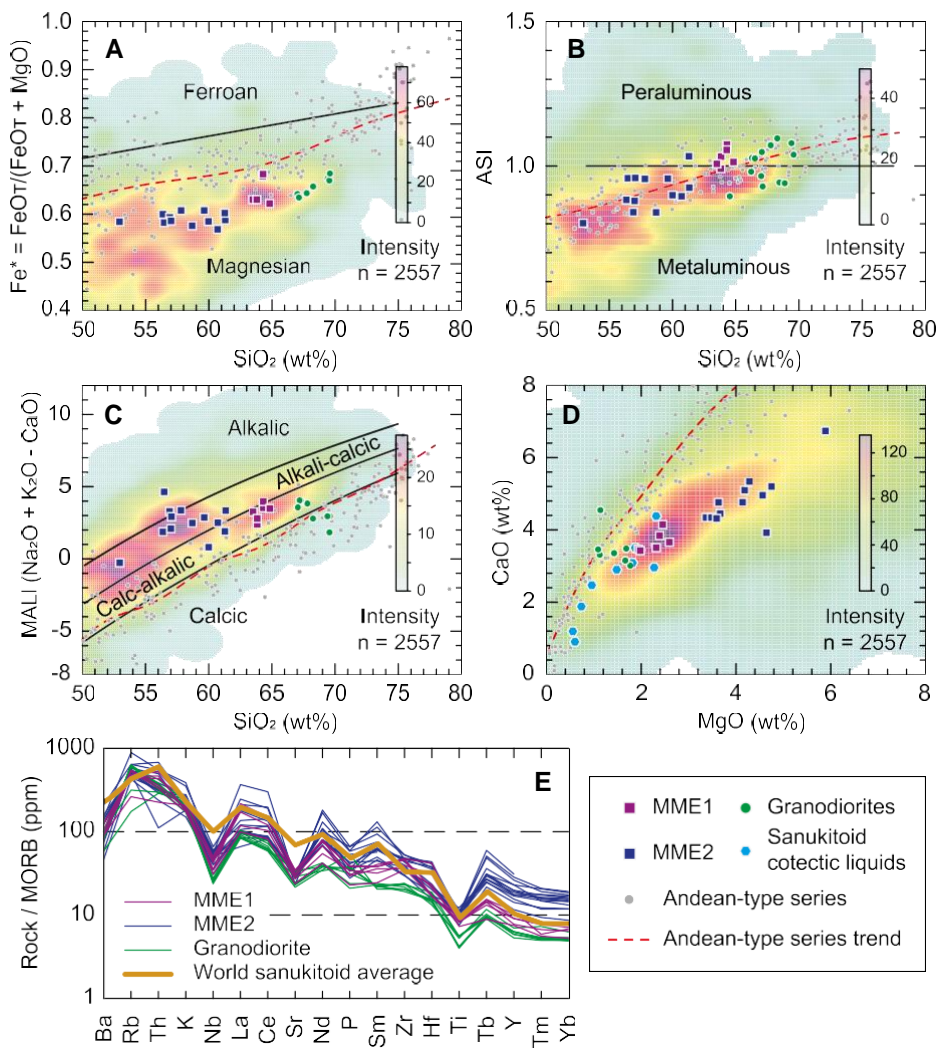 A
Ferroan
Magnesian
Fe* = FeOT/(FeOT + MgO)
1.0
0.9
0.8
0.7
0.6
0.5
0.4
60
40
20
0
Intensity
n = 2557
50 55 60 65 70 75 80
SiO₂ (wt%)
B
Peraluminous
Metaluminous
ASI
1.5
1.0
0.5
40
20
0
Intensity
n = 2557
50 55 60 65 70 75 80
SiO₂ (wt%)
C
Alkalic
Alkali-calcic
Calc-alkalic
Calcic
MALI (Na₂O + K₂O - CaO)
10
5
0
-5
-8
20
10
0
Intensity
n = 2557
50 55 60 65 70 75 80
SiO₂ (wt%)
D
CaO (wt%)
8
6
4
2
0
120
80
40
0
Intensity
n = 2557
0 2 4 6 8
MgO (wt%)
E
Rock / MORB (ppm)
1000
100
10
1
MME1
MME2
Granodiorite
World sanukitoid average
Ba Rb Th K Nb La Ce Sr Nd P Sm Zr Hf Ti Tb Y Tm Yb
MME1
Granodiorites
MME2
Sanukitoid
cotectic liquids
Andean-type series
Andean-type series trend